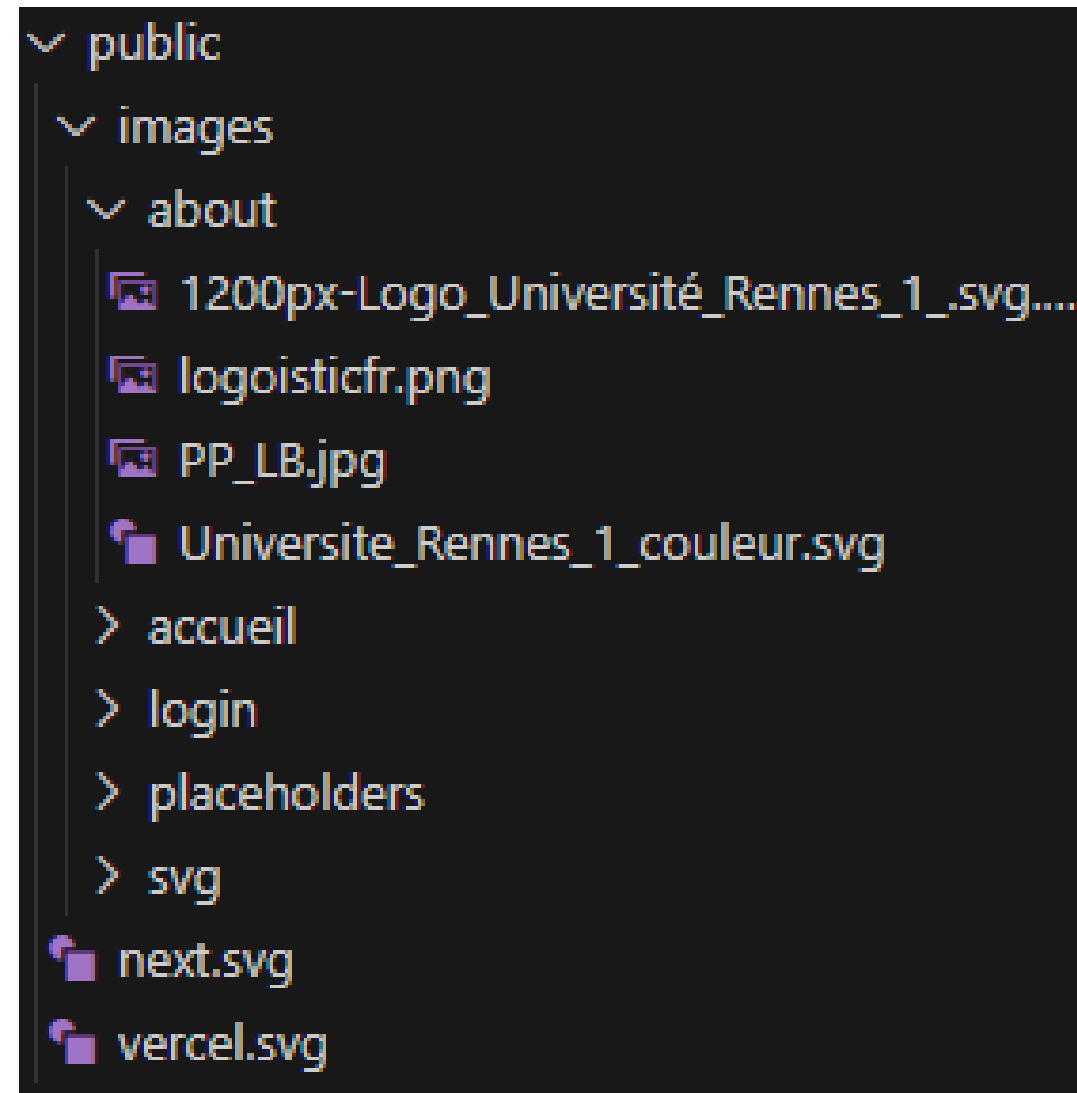 public
images
about
1200px-Logo_Université_Rennes_1_.svg.....
logoisticfr.png
PP_LB.jpg
Universite_Rennes_1_couleur.svg
accueil
login
placeholders
svg
next.svg
vercel.svg